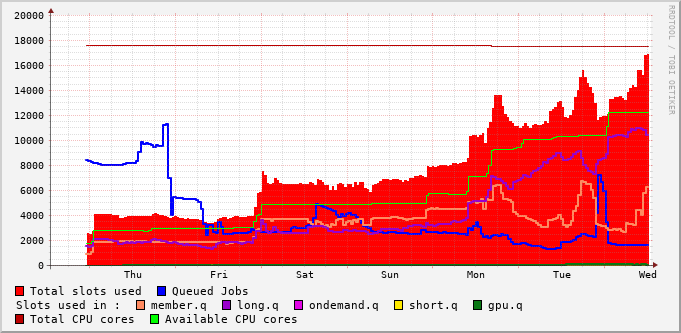 20000
18000
16000
14000
12000
10000
8000
6000
4000
2000
0
Thu Fri Sat Sun Mon Tue Wed
RRDTOOL / TOBI OETIKER
Total slots used Queued Jobs
Slots used in : member.q long.q ondemand.q short.q gpu.q
Total CPU cores Available CPU cores